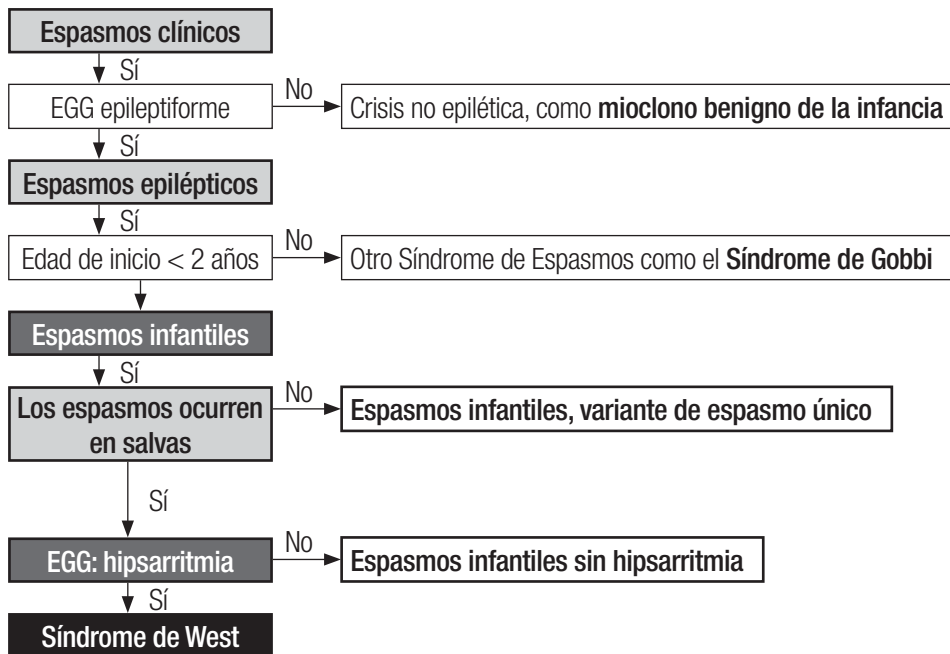 Espasmos clínicos
Sí
EGG epileptiforme
No
Crisis no epilética, como mioclono benigno de la infancia
Sí
Espasmos epilépticos
Sí
Edad de inicio < 2 años
No
Otro Síndrome de Espasmos como el Síndrome de Gobbi
Espasmos infantiles
Sí
Los espasmos ocurren
en salvas
No
Espasmos infantiles, variante de espasmo único
Sí
EGG: hipsarritmia
No
Espasmos infantiles sin hipsarritmia
Sí
Síndrome de West